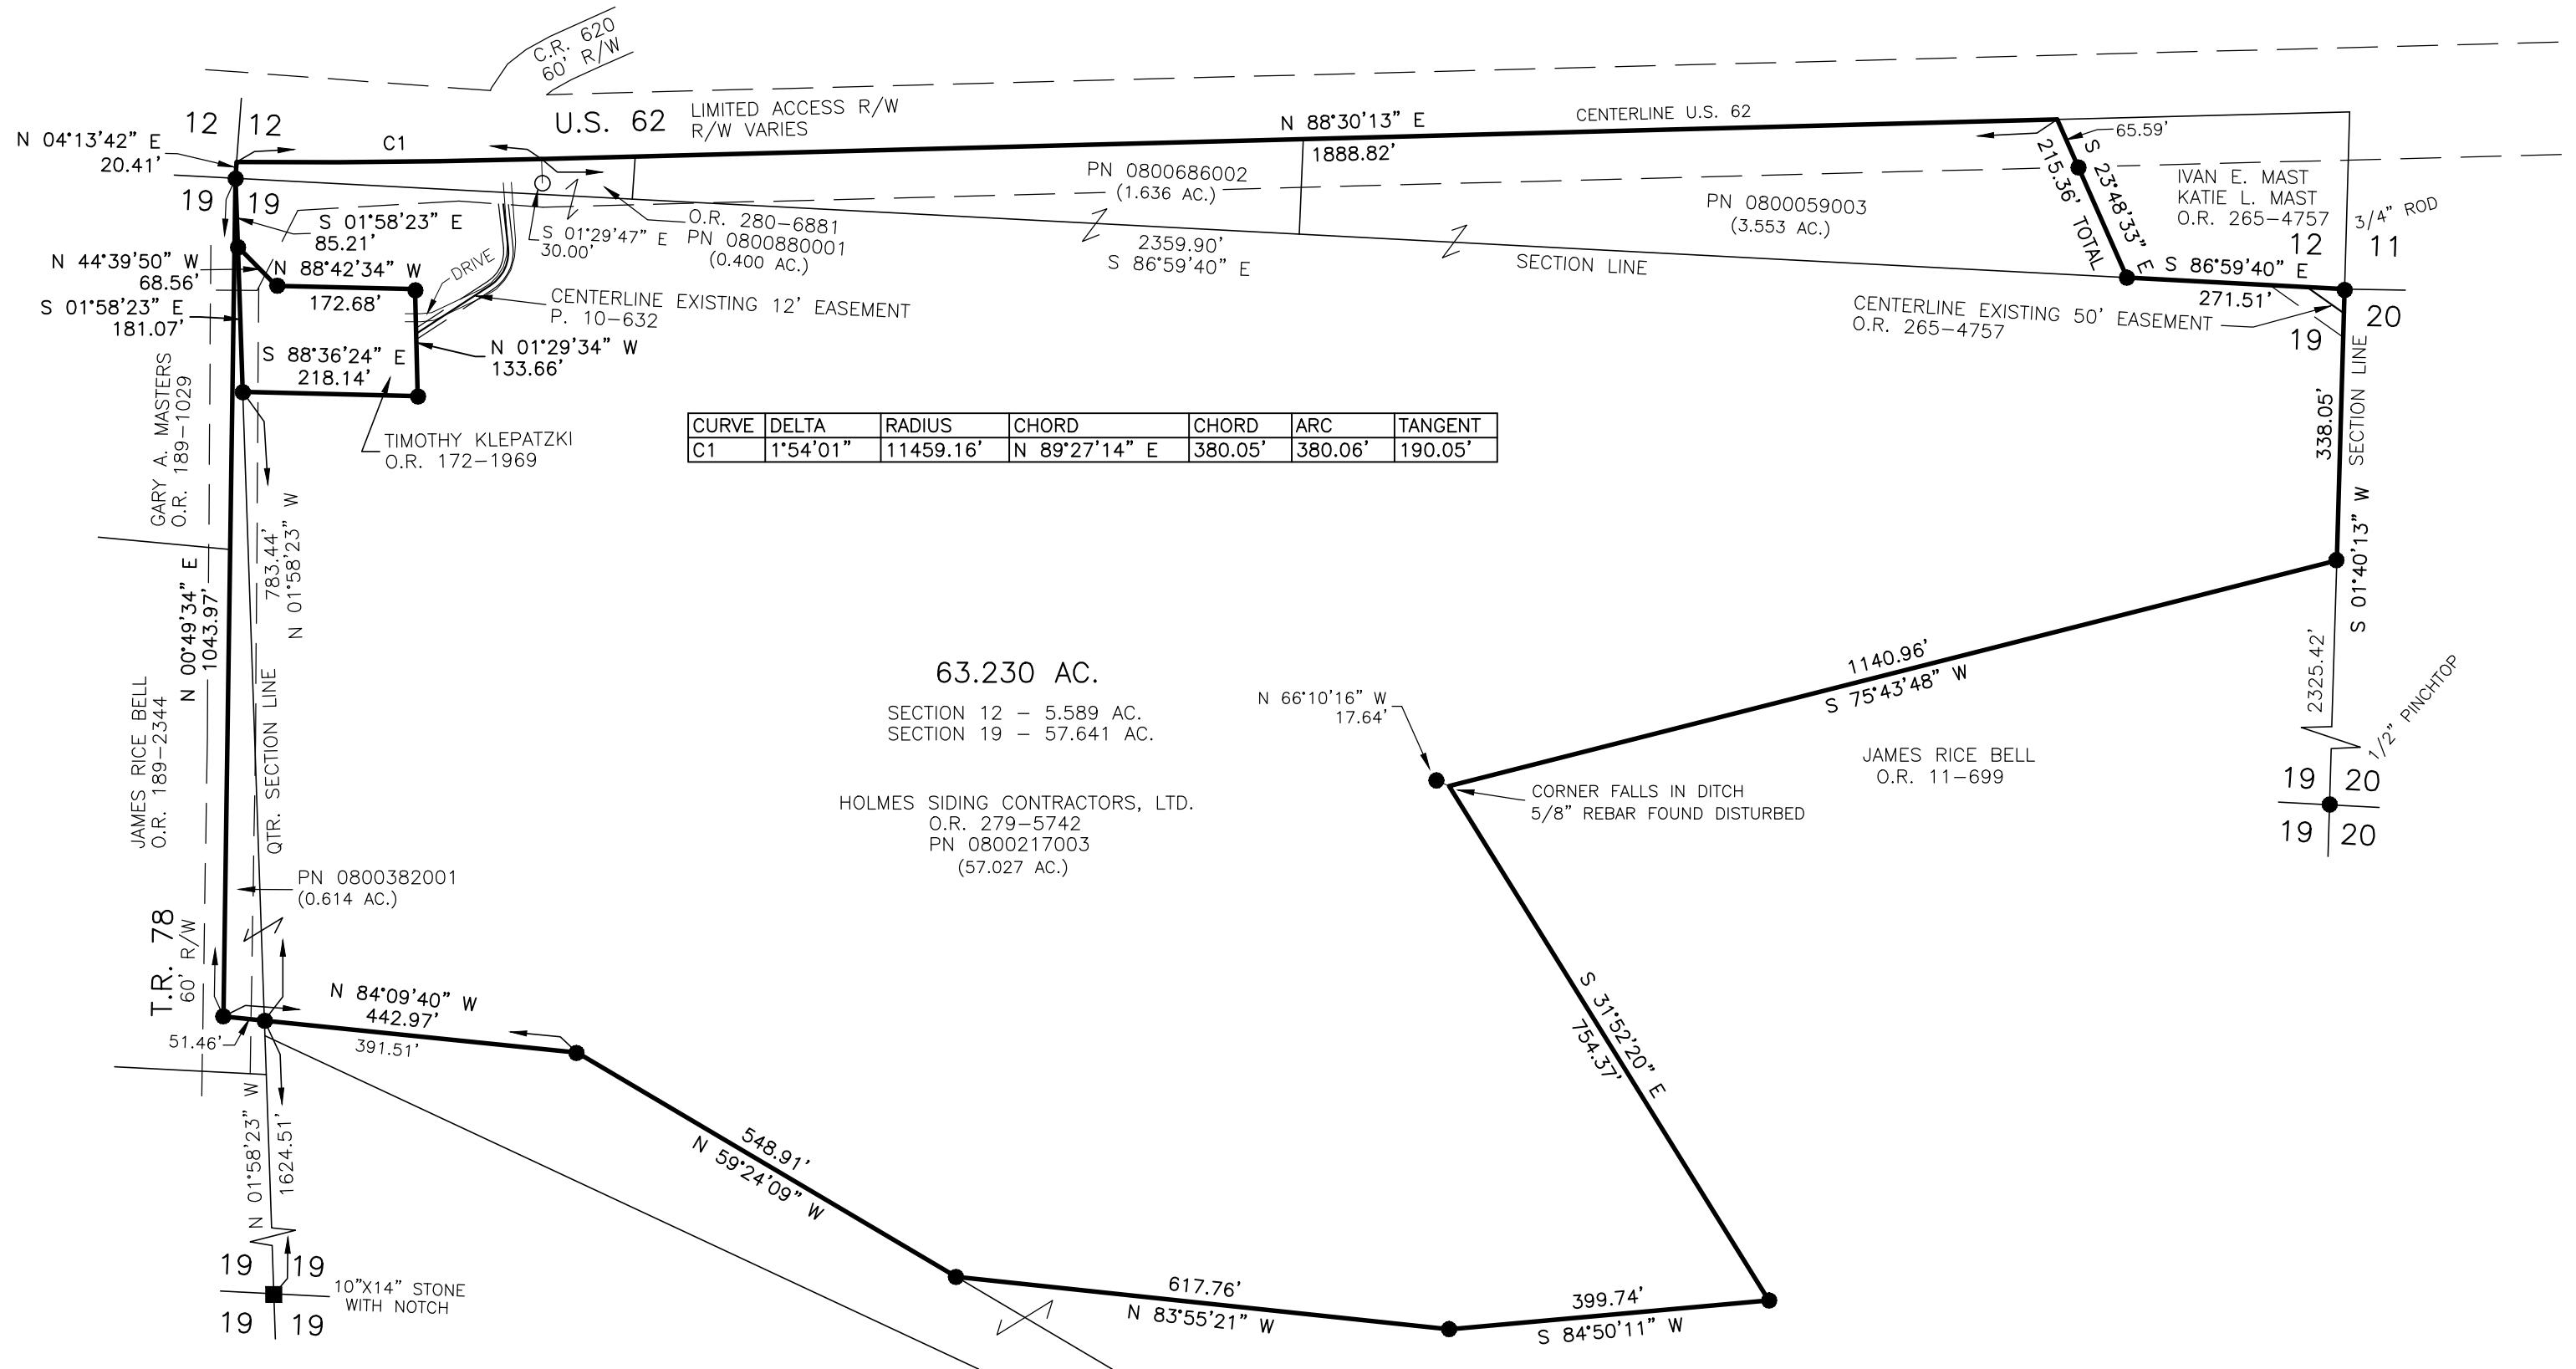 C.R. 620
60' R/W
12 12
N 04°13'42" E
20.41'
C1
U.S. 62
LIMITED ACCESS R/W
R/W VARIES
N 88°30'13" E
1888.82'
CENTERLINE U.S. 62
65.59'
S 23°48'33" E
215.36' TOTAL
IVAN E. MAST
KATIE L. MAST
O.R. 265-4757
3/4" ROD
12 11
19 20
19 19
S 01°58'23" E
85.21'
N 44°39'50" W
68.56'
N 88°42'34" W
172.68'
S 01°58'23" E
181.07'
S 88°36'24" E
218.14'
DRIVE
S 01°29'47" E
30.00'
O.R. 280-6881
PN 0800880001
(0.400 AC.)
PN 0800686002
(1.636 AC.)
PN 0800059003
(3.553 AC.)
2359.90'
S 86°59'40" E
SECTION LINE
S 86°59'40" E
271.51'
CENTERLINE EXISTING 12' EASEMENT
P. 10-632
N 01°29'34" W
133.66'
CENTERLINE EXISTING 50' EASEMENT
O.R. 265-4757
GARY A. MASTERS
O.R. 189-1029
TIMOTHY KLEPATZKI
O.R. 172-1969
CURVE DELTA RADIUS CHORD CHORD ARC TANGENT
C1 1°54'01" 11459.16' N 89°27'14" E 380.05' 380.06' 190.05'
338.05'
SECTION LINE
S 01°40'13" W
783.44'
N 01°58'23" W
N 00°49'34" E
1043.97'
JAMES RICE BELL
O.R. 189-2344
QTR. SECTION LINE
63.230 AC.
SECTION 12 - 5.589 AC.
SECTION 19 - 57.641 AC.
HOLMES SIDING CONTRACTORS, LTD.
O.R. 279-5742
PN 0800217003
(57.027 AC.)
N 66°10'16" W
17.64'
1140.96'
S 75°43'48" W
JAMES RICE BELL
O.R. 11-699
CORNER FALLS IN DITCH
5/8" REBAR FOUND DISTURBED
2325.42'
1/2" PINCHTOP
19 20
19 20
PN 0800382001
(0.614 AC.)
T.R. 78
60' R/W
N 84°09'40" W
442.97'
51.46'
391.51'
S 31°52'20" E
754.37'
N 01°58'23" W
1624.51'
548.91'
N 59°24'09" W
617.76'
N 83°55'21" W
399.74'
S 84°50'11" W
19 19
19 19
10"X14" STONE
WITH NOTCH